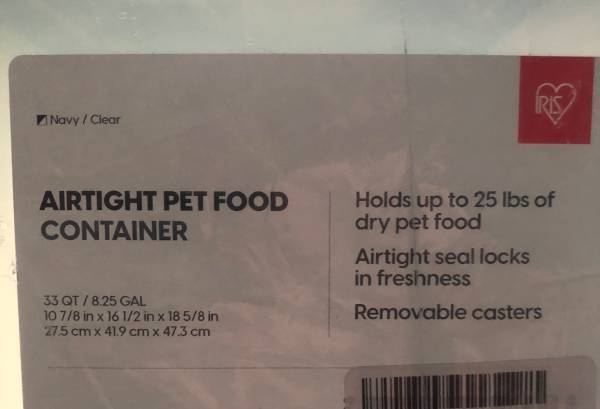 IRIS
Navy / Clear
AIRTIGHT PET FOOD
CONTAINER
33 QT / 8.25 GAL
10 7/8 in x 16 1/2 in x 18 5/8 in
27.5 cm x 41.9 cm x 47.3 cm
Holds up to 25 lbs of
dry pet food
Airtight seal locks
in freshness
Removable casters